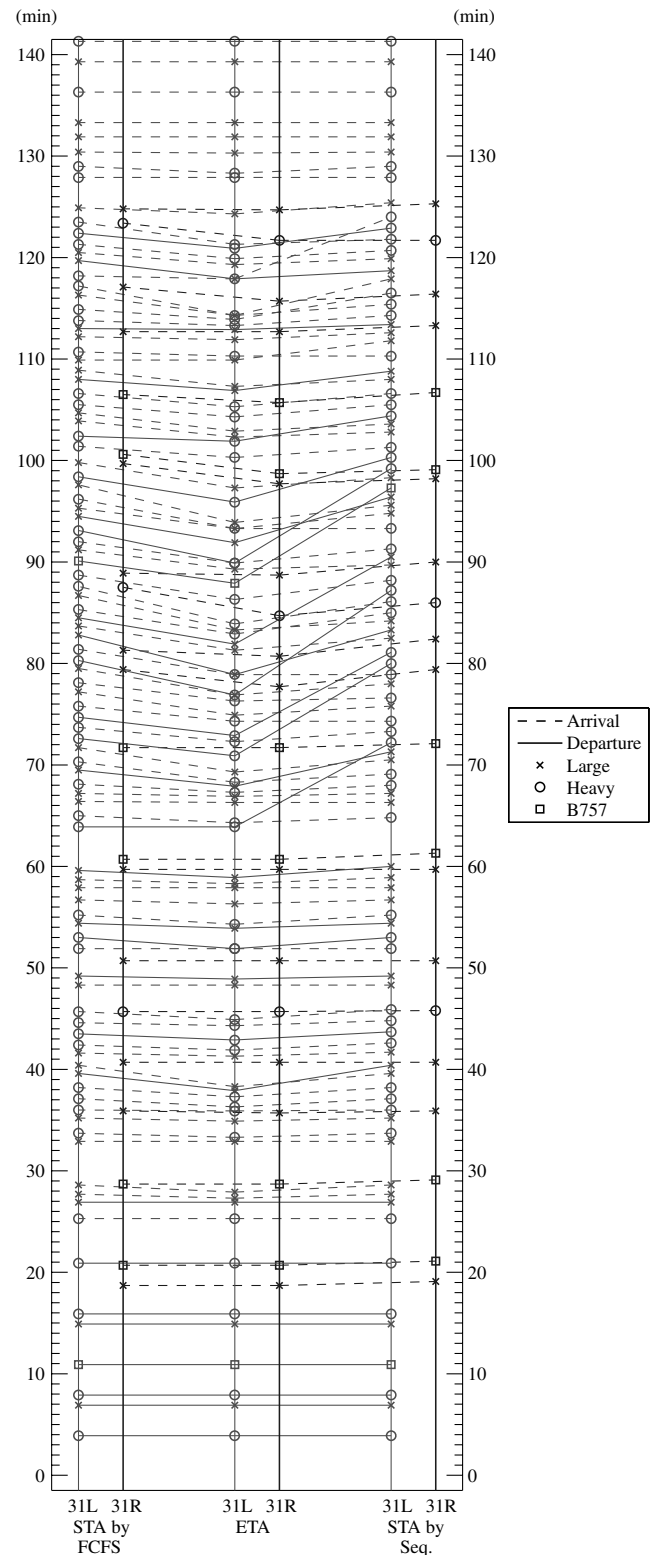 (min) (min)
140 140
130 130
120 120
110 110
100 100
90 90
80 80
70 70
60 60
50 50
40 40
30 30
20 20
10 10
0 0
Arrival
Departure
Large
Heavy
B757
31L 31R 31L 31R 31L 31R
STA by ETA STA by
FCFS Seq.